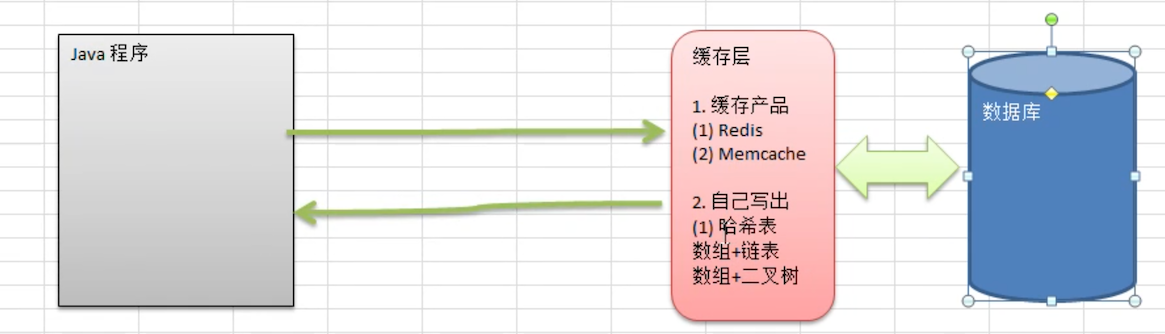 Java 程序
缓存层
1. 缓存产品
(1) Redis
(2) Memcache
2. 自己写出
(1) 哈希表
数组+链表
数组+二叉树
数据库